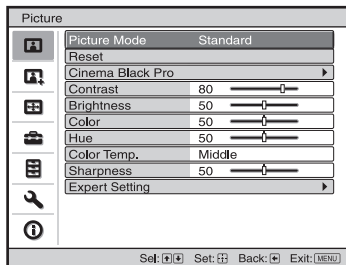 Picture
Picture Mode Standard
Reset
Cinema Black Pro
Contrast 80
Brightness 50
Color 50
Hue 50
Color Temp. Middle
Sharpness 50
Expert Setting
Sel: Set: Back: Exit: MENU